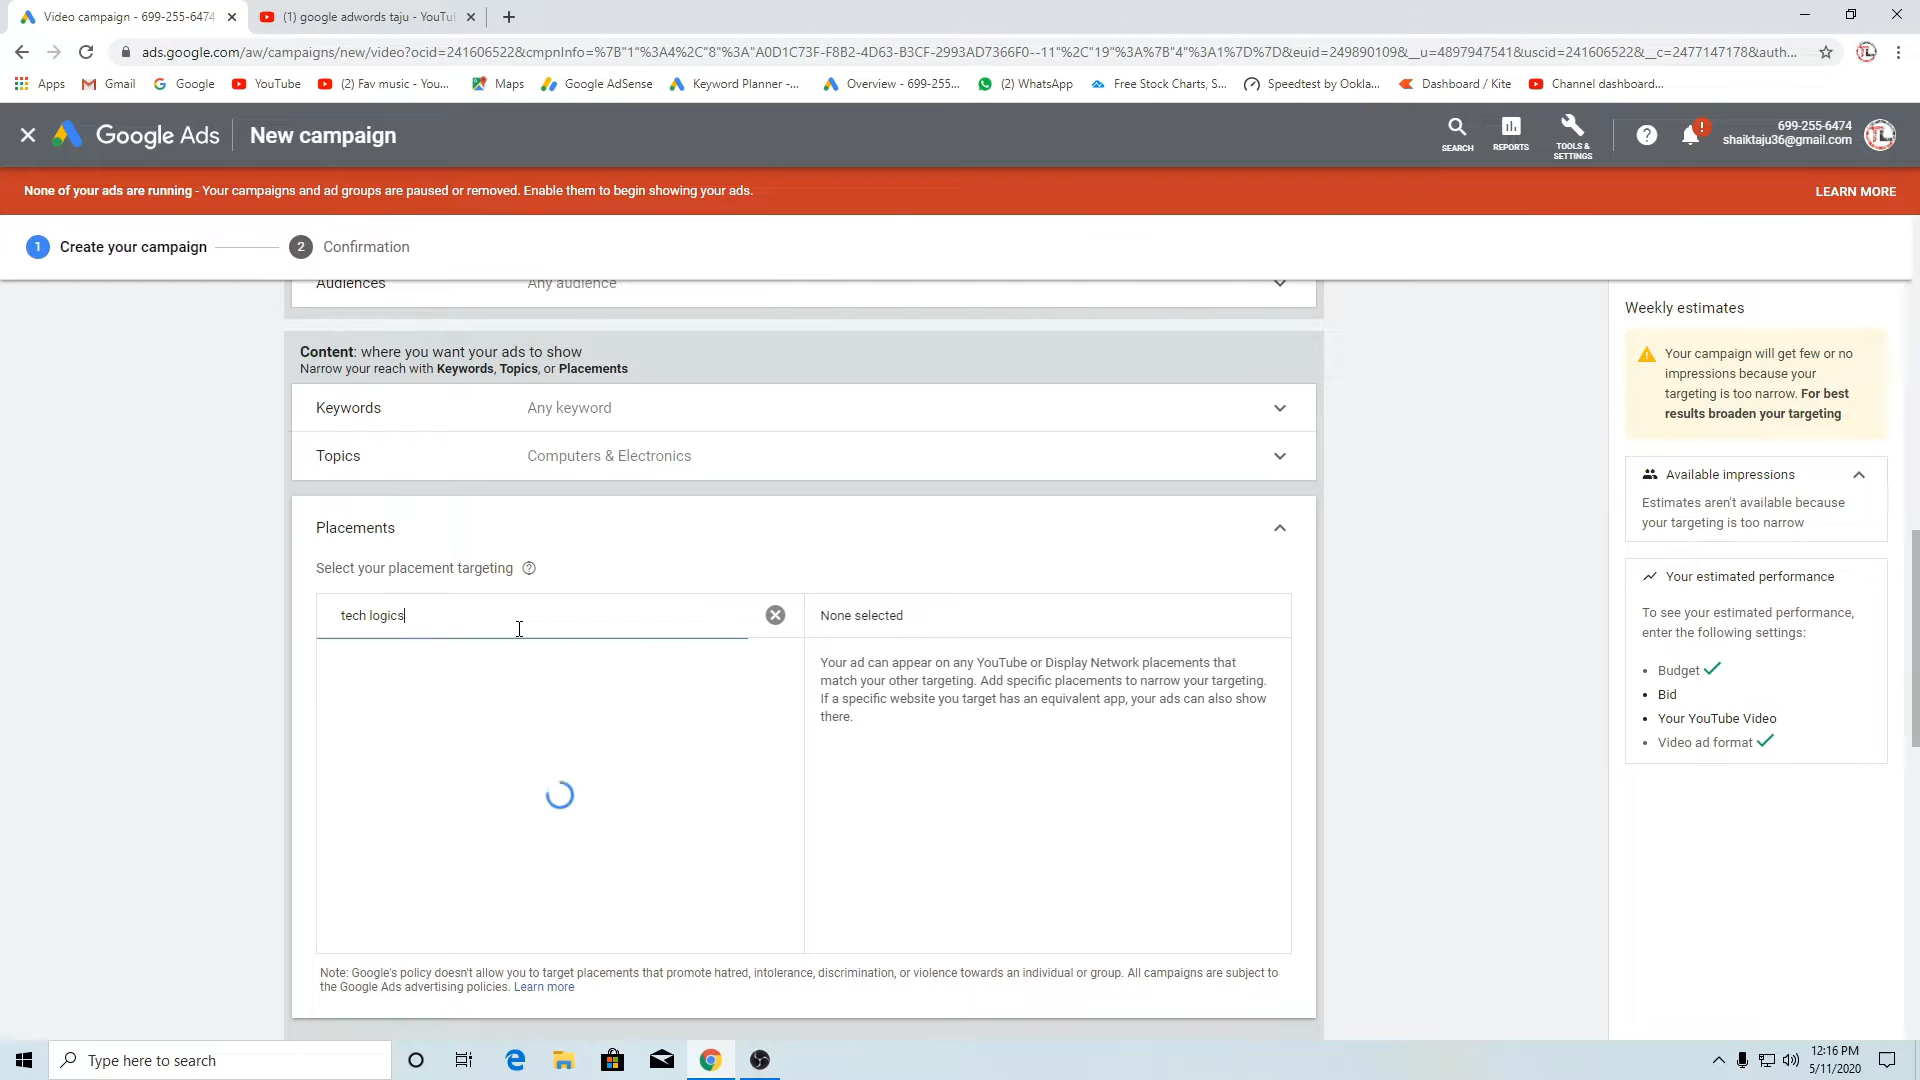 Video campaign - 699-255-6474
(1) google adwords taju - YouTu
ads.google.com/aw/campaigns/new/video?ocid=241606522&cmpnInfo=%7B"1"%3A4%2C"8"%3A"A0D1C73F-F8B2-4D63-B3CF-2993AD7366F0--11"%2C"19"%3A%7B"4"%3A1%7D%7D&euid=249890109&__u=4897947541&uscid=241606522&__c=2477147178&auth...
Apps
Gmail
Google
YouTube
(2) Fav music - You...
Maps
Google AdSense
Keyword Planner -...
Overview - 699-255...
(2) WhatsApp
Free Stock Charts, S...
Speedtest by Ookla...
Dashboard / Kite
Channel dashboard...
Google Ads
New campaign
SEARCH
REPORTS
TOOLS & SETTINGS
699-255-6474
shaiktaju36@gmail.com
None of your ads are running - Your campaigns and ad groups are paused or removed. Enable them to begin showing your ads.
LEARN MORE
1 Create your campaign
2 Confirmation
Audiences Any audience
Content: where you want your ads to show
Narrow your reach with Keywords, Topics, or Placements
Keywords Any keyword
Topics Computers & Electronics
Placements
Select your placement targeting
tech logics
None selected
Your ad can appear on any YouTube or Display Network placements that
match your other targeting. Add specific placements to narrow your targeting.
If a specific website you target has an equivalent app, your ads can also show
there.
Note: Google's policy doesn't allow you to target placements that promote hatred, intolerance, discrimination, or violence towards an individual or group. All campaigns are subject to
the Google Ads advertising policies. Learn more
Weekly estimates
Your campaign will get few or no
impressions because your
targeting is too narrow. For best
results broaden your targeting
Available impressions
Estimates aren't available because
your targeting is too narrow
Your estimated performance
To see your estimated performance,
enter the following settings:
• Budget
• Bid
• Your YouTube Video
• Video ad format
Type here to search
12:16 PM
5/11/2020